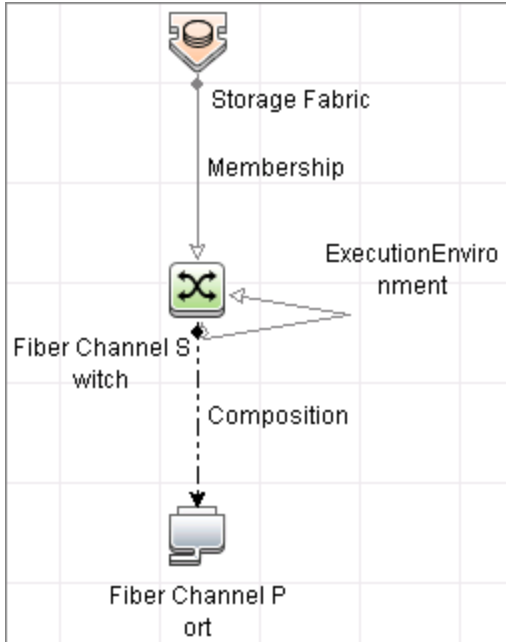 Storage Fabric
Membership
ExecutionEnviro
nment
Fiber Channel S
witch
Composition
Fiber Channel P
ort